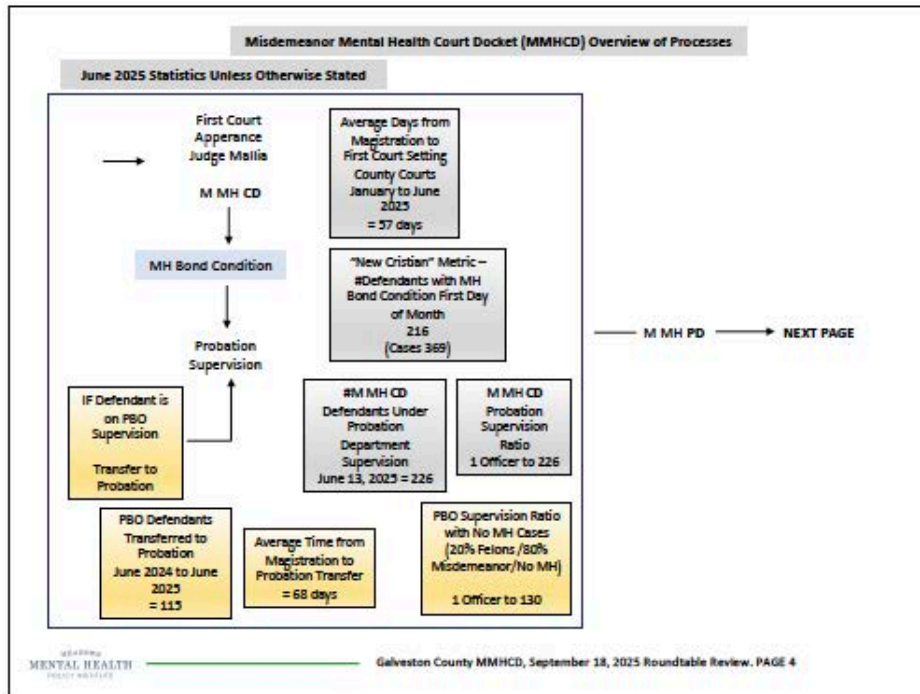 Misdemeanor Mental Health Court Docket (MMHCD) Overview of Processes
June 2025 Statistics Unless Otherwise Stated
First Court
Apperance
Judge Mallia
M MH CD
MH Bond Condition
Probation
Supervision
IF Defendant is
on PBO
Supervision
Transfer to
Probation
Average Days from
Magistration to
First Court Setting
County Courts
January to June
2025
= 57 days
"New Cristian" Metric –
#Defendants with MH
Bond Condition First Day
of Month
216
(Cases 369)
#M MH CD
Defendants Under
Probation
Department
Supervision
June 13, 2025 = 226
M MH CD
Probation
Supervision
Ratio
1 Officer to 226
PBO Defendants
Transferred to
Probation
June 2024 to June
2025
= 115
Average Time from
Magistration to
Probation Transfer
= 68 days
PBO Supervision Ratio
with No MH Cases
(20% Felons /80%
Misdemeanor/No MH)
1 Officer to 130
M MH PD
NEXT PAGE
MEADOWS
MENTAL HEALTH
POLICY INSTITUTE
Galveston County MMHCD, September 18, 2025 Roundtable Review. PAGE 4